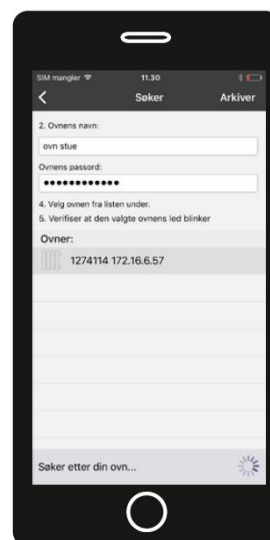 SIM mangler 11.30
Søker Arkiver
2. Ovnens navn:
ovn stue
Ovnens passord:
●●●●●●●●●●●●
4. Velg ovnen fra listen under.
5. Verifiser at den valgte ovnens led blinker
Ovner:
1274114 172.16.6.57
Søker etter din ovn...